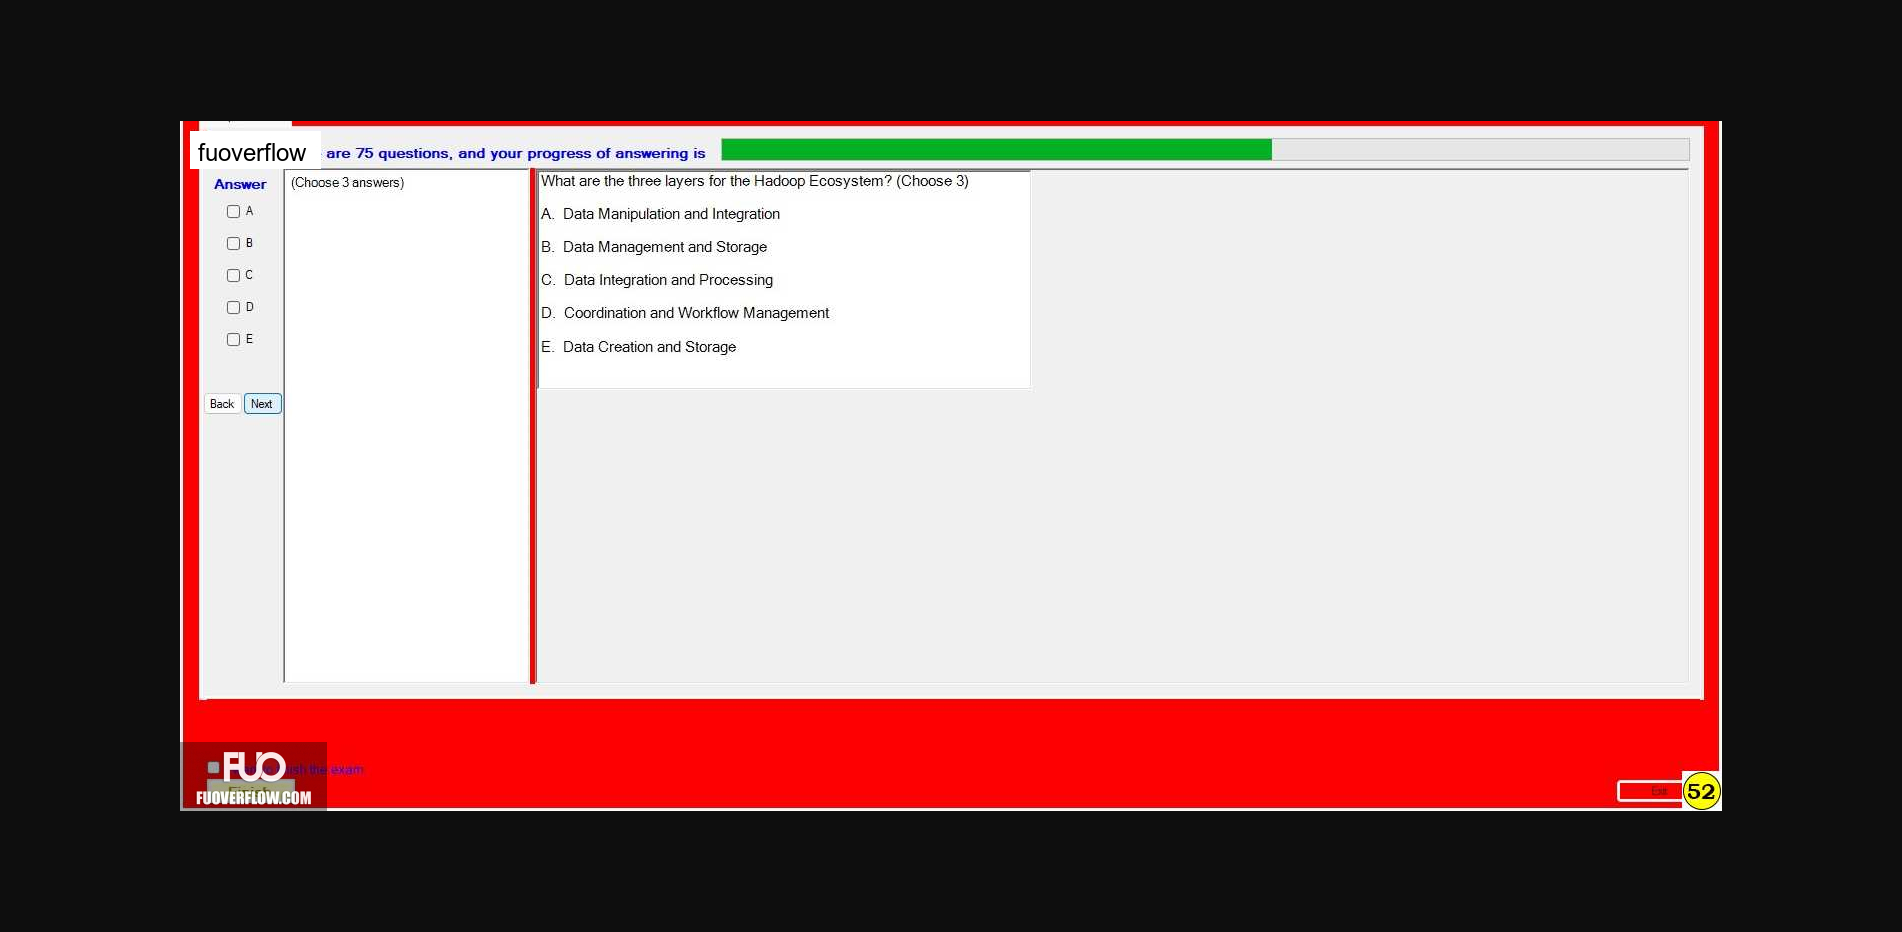 fuoverflow are 75 questions, and your progress of answering is
Answer
(Choose 3 answers)
A
B
C
D
E
Back Next
What are the three layers for the Hadoop Ecosystem? (Choose 3)
A. Data Manipulation and Integration
B. Data Management and Storage
C. Data Integration and Processing
D. Coordination and Workflow Management
E. Data Creation and Storage
FUO
the exam
Finish
FUOVERFLOW.COM
Exit
52